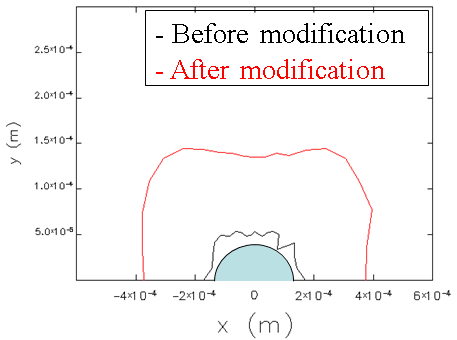 - Before modification
- After modification
2.5×10⁻⁴
2.0×10⁻⁴
1.5×10⁻⁴
1.0×10⁻⁴
5.0×10⁻⁵
y (m)
−4×10⁻⁴ −2×10⁻⁴ 0 2×10⁻⁴ 4×10⁻⁴ 6×10⁻⁴
x (m)